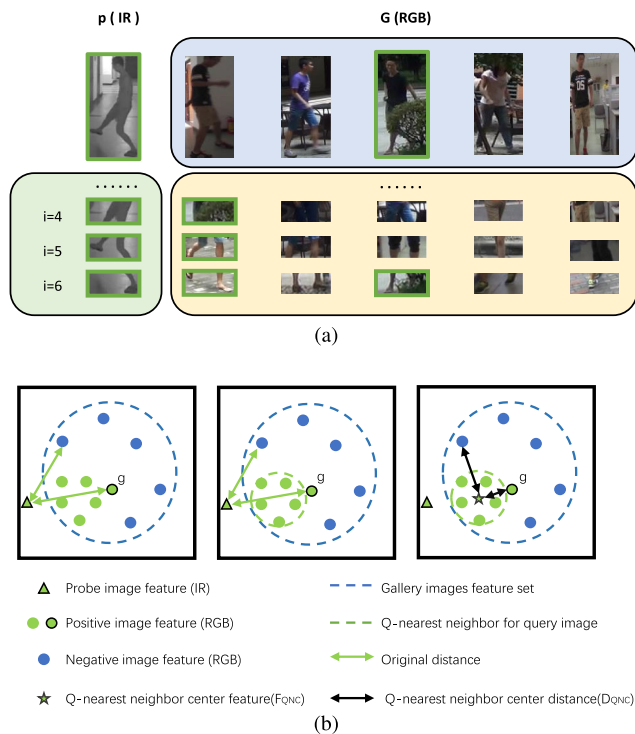 p ( IR )
G (RGB)
05
......
......
i=4
i=5
i=6
(a)
g
g
g
Probe image feature (IR)
Gallery images feature set
Positive image feature (RGB)
Q-nearest neighbor for query image
Negative image feature (RGB)
Original distance
Q-nearest neighbor center feature(FQNC)
Q-nearest neighbor center distance(DQNC)
(b)